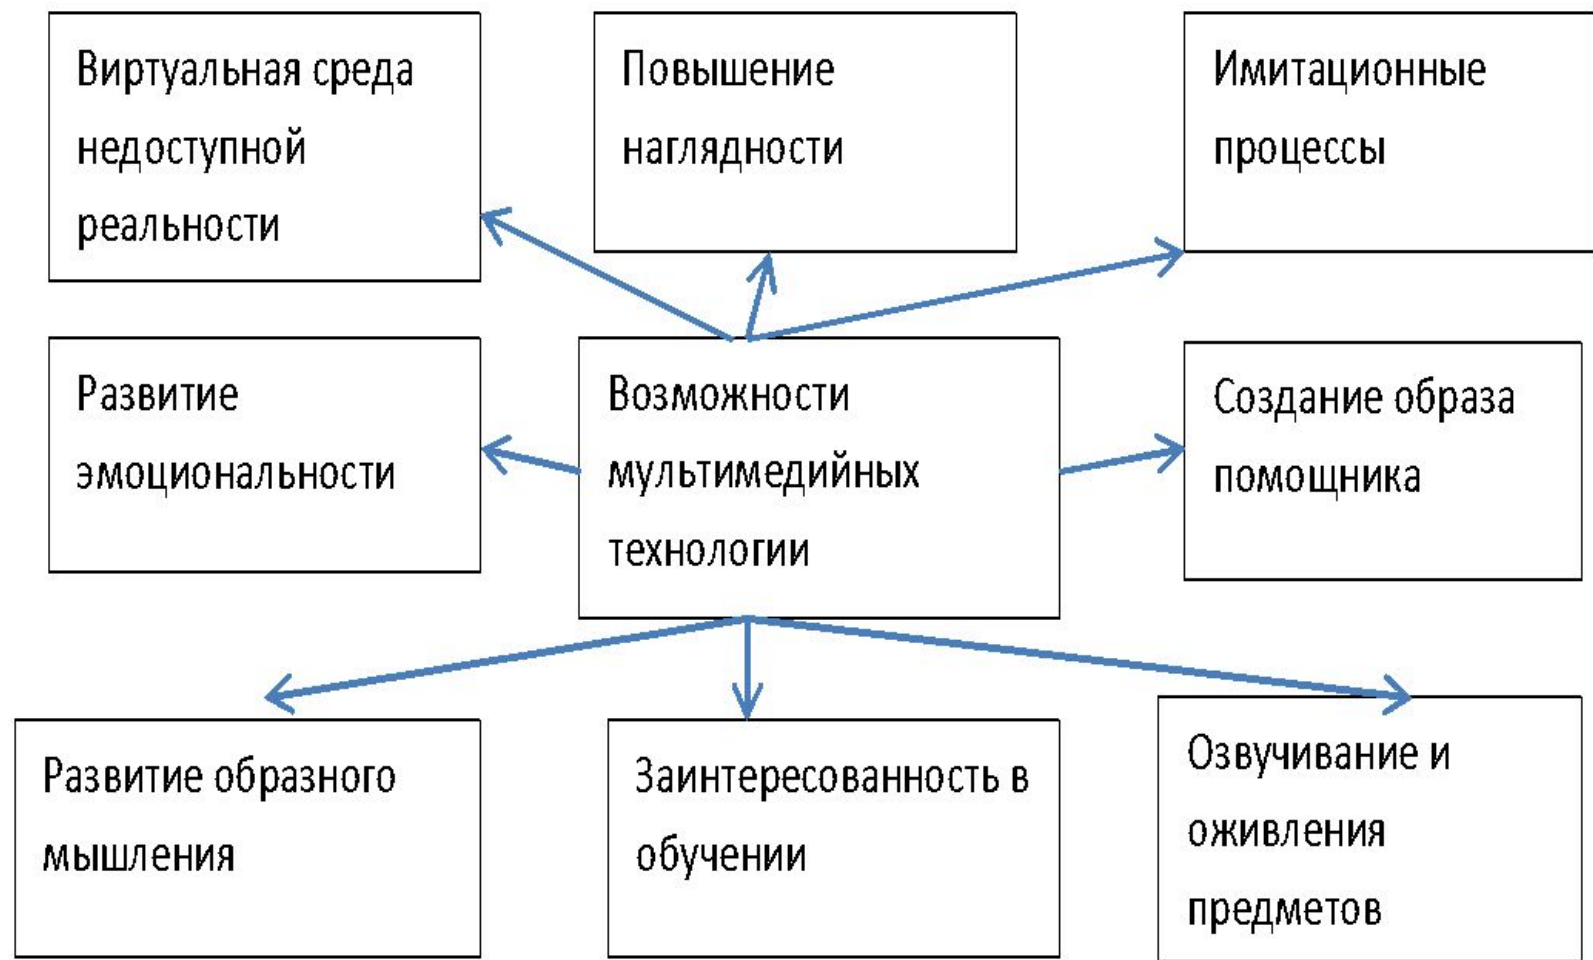 Виртуальная среда
недоступной
реальности
Повышение
наглядности
Имитационные
процессы
Развитие
эмоциональности
Возможности
мультимедийных
технологии
Создание образа
помощника
Развитие образного
мышления
Заинтересованность в
обучении
Озвучивание и
оживления
предметов